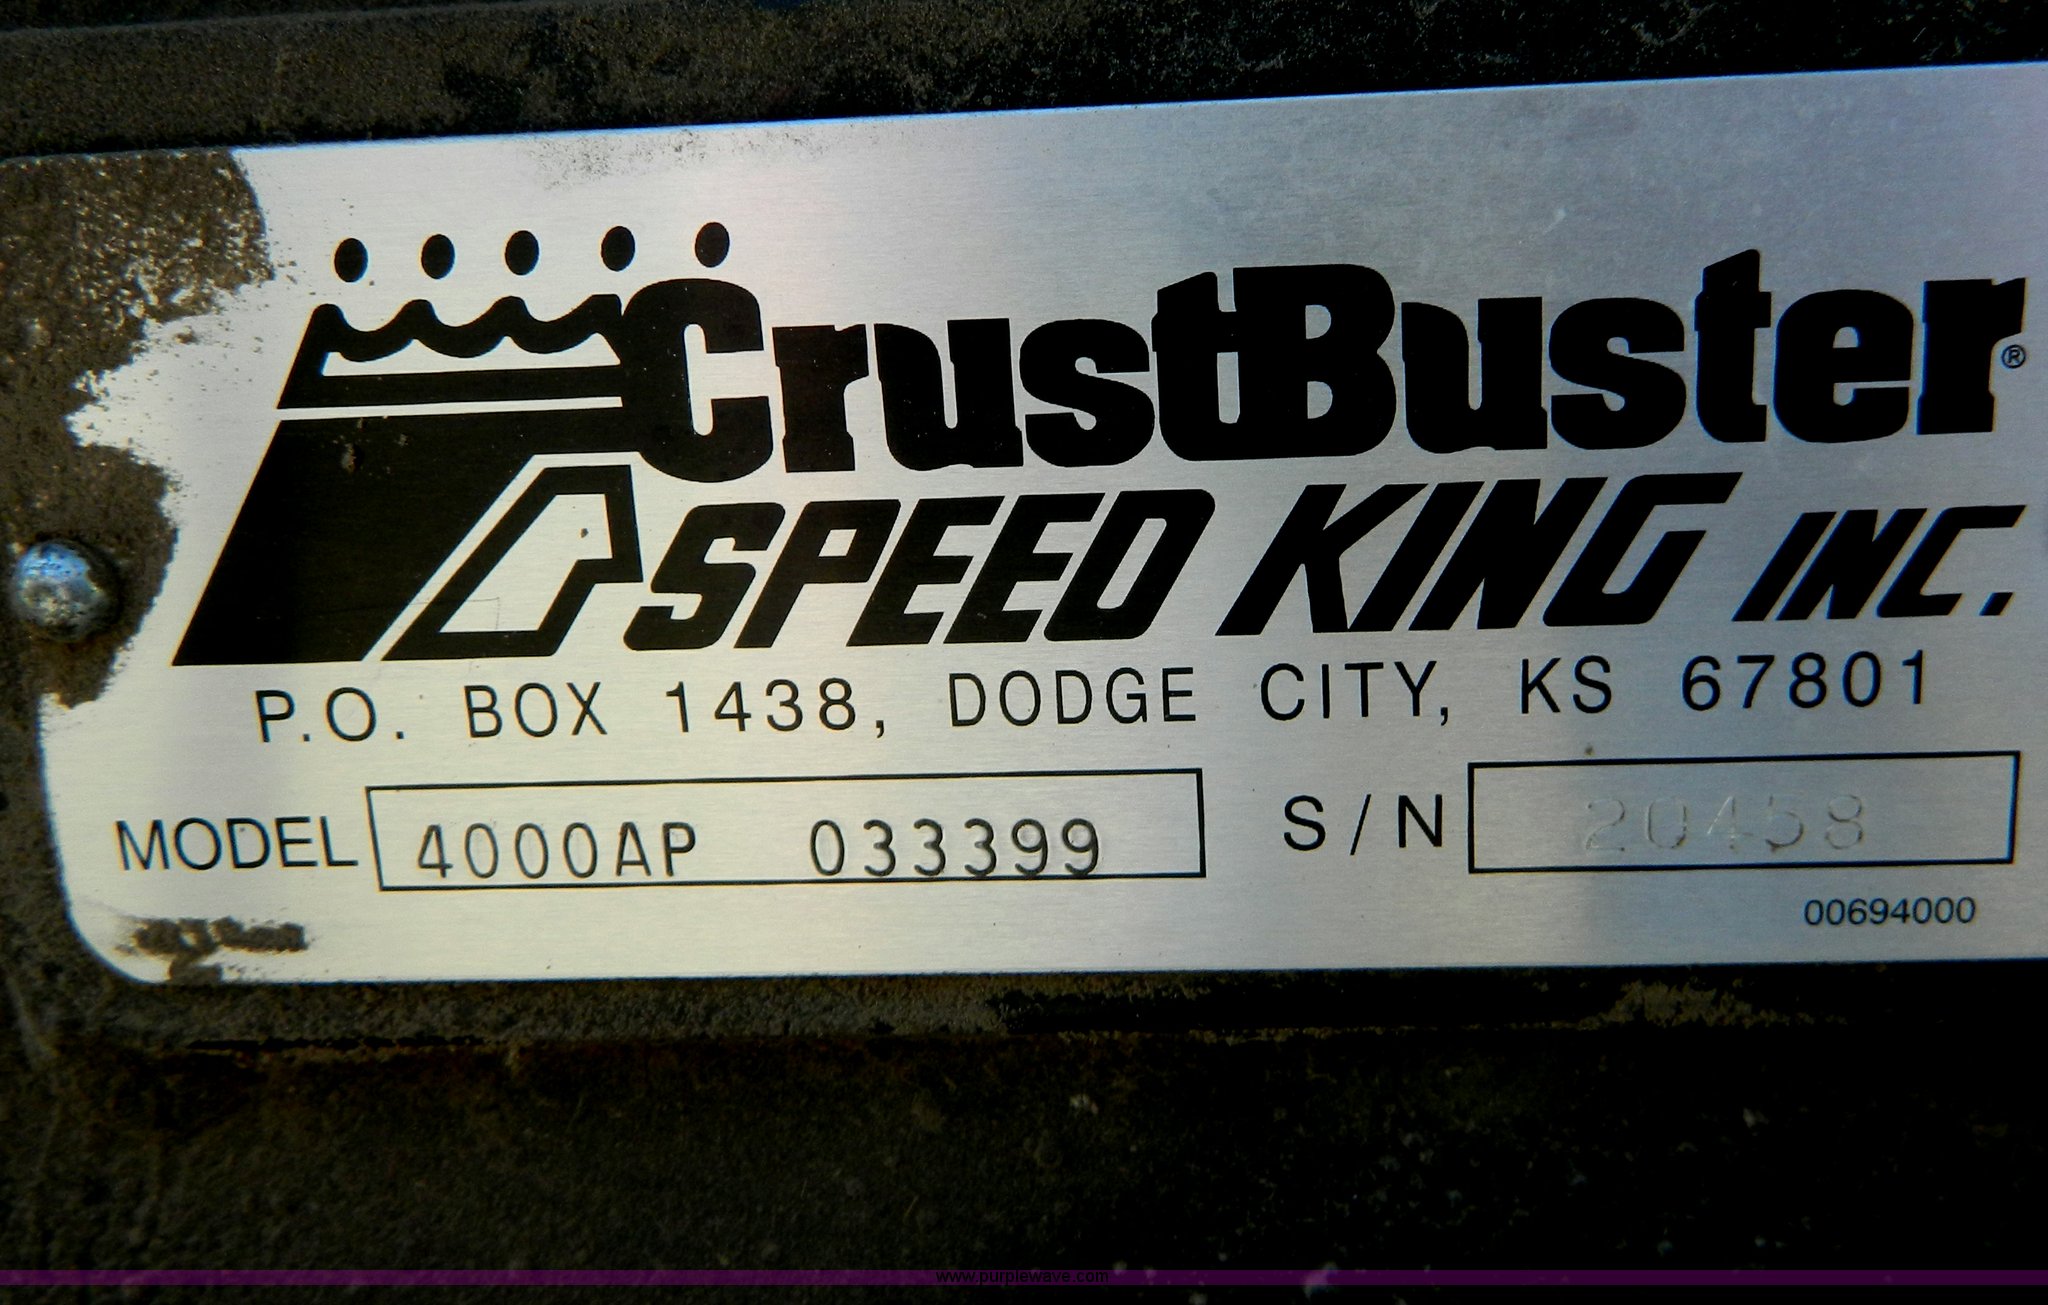 CrustBuster®
SPEED KING INC.
P.O. BOX 1438, DODGE CITY, KS 67801
MODEL 4000AP 033399 S/N 20458
00694000
www.purplewave.com